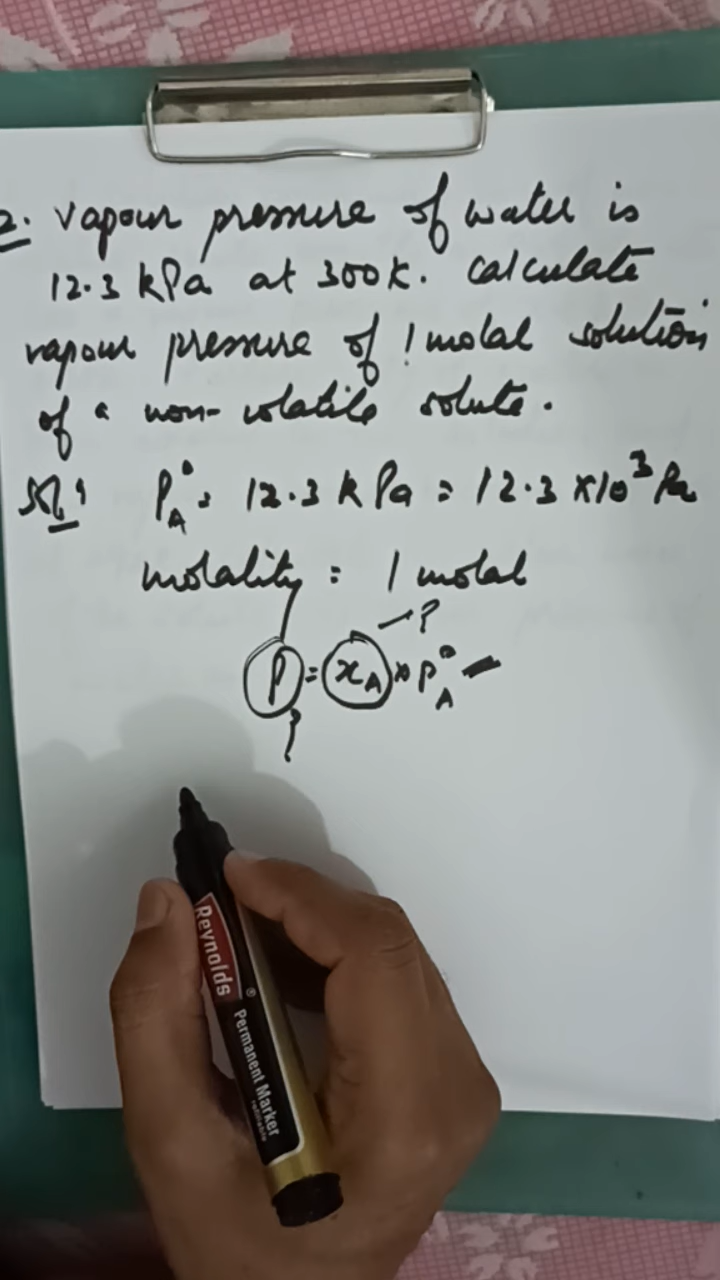 2. vapour pressure of water is
12.3 kPa at 300K. calculate
vapour pressure of 1 molal solution
of a non-volatile solute.
Sol:
P°A = 12.3 kPa = 12.3 ×10³ Pa
molality = 1 molal
?
P = xA × P°A
?
Reynolds ®
Permanent Marker
refillable